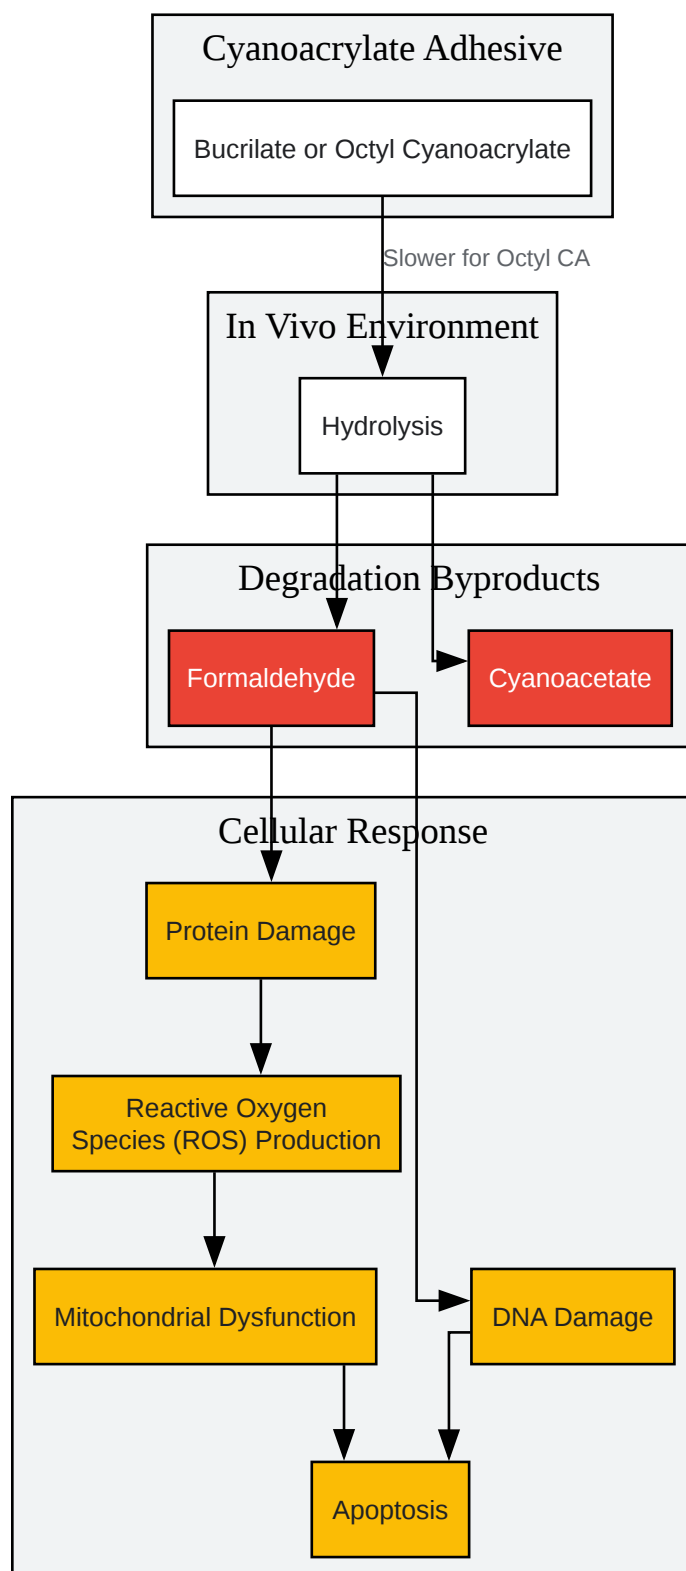 Cyanoacrylate Adhesive
Bucrilate or Octyl Cyanoacrylate
Slower for Octyl CA
In Vivo Environment
Hydrolysis
Degradation Byproducts
Formaldehyde
Cyanoacetate
Cellular Response
Protein Damage
Reactive Oxygen
Species (ROS) Production
Mitochondrial Dysfunction
DNA Damage
Apoptosis